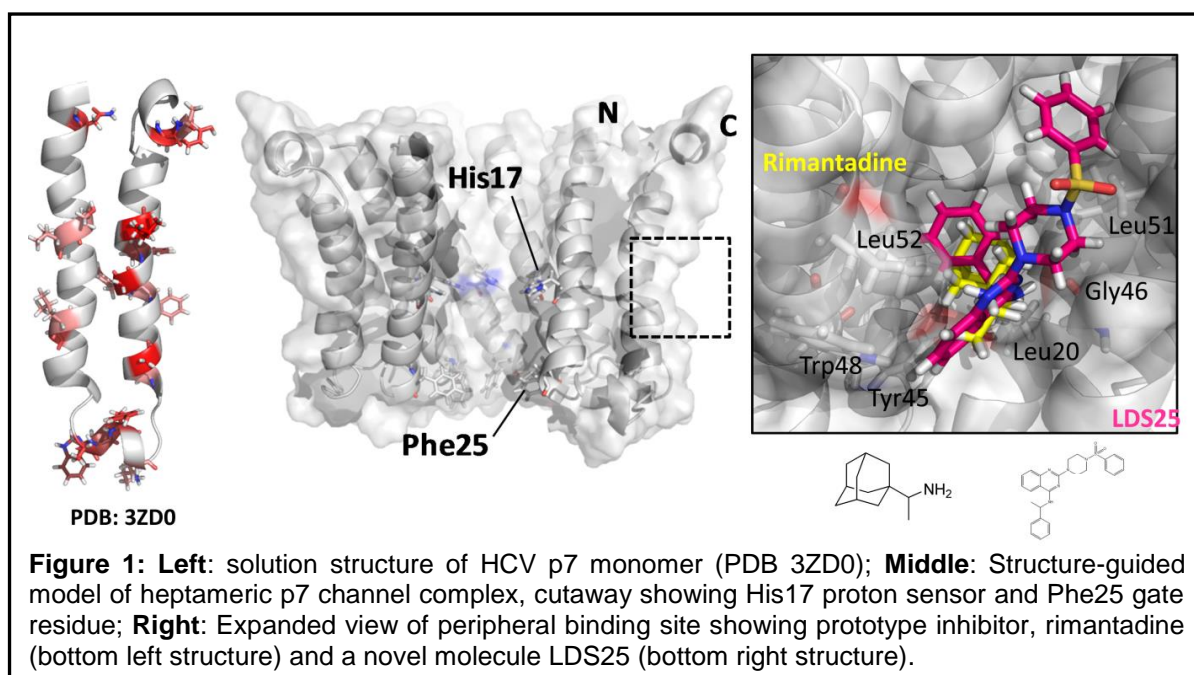 PDB: 3ZD0
N
C
His17
Phe25
Rimantadine
Leu52
Leu51
Gly46
Leu20
Trp48
Tyr45
LDS25
NH2
Figure 1: Left: solution structure of HCV p7 monomer (PDB 3ZD0); Middle: Structure-guided
model of heptameric p7 channel complex, cutaway showing His17 proton sensor and Phe25 gate
residue; Right: Expanded view of peripheral binding site showing prototype inhibitor, rimantadine
(bottom left structure) and a novel molecule LDS25 (bottom right structure).